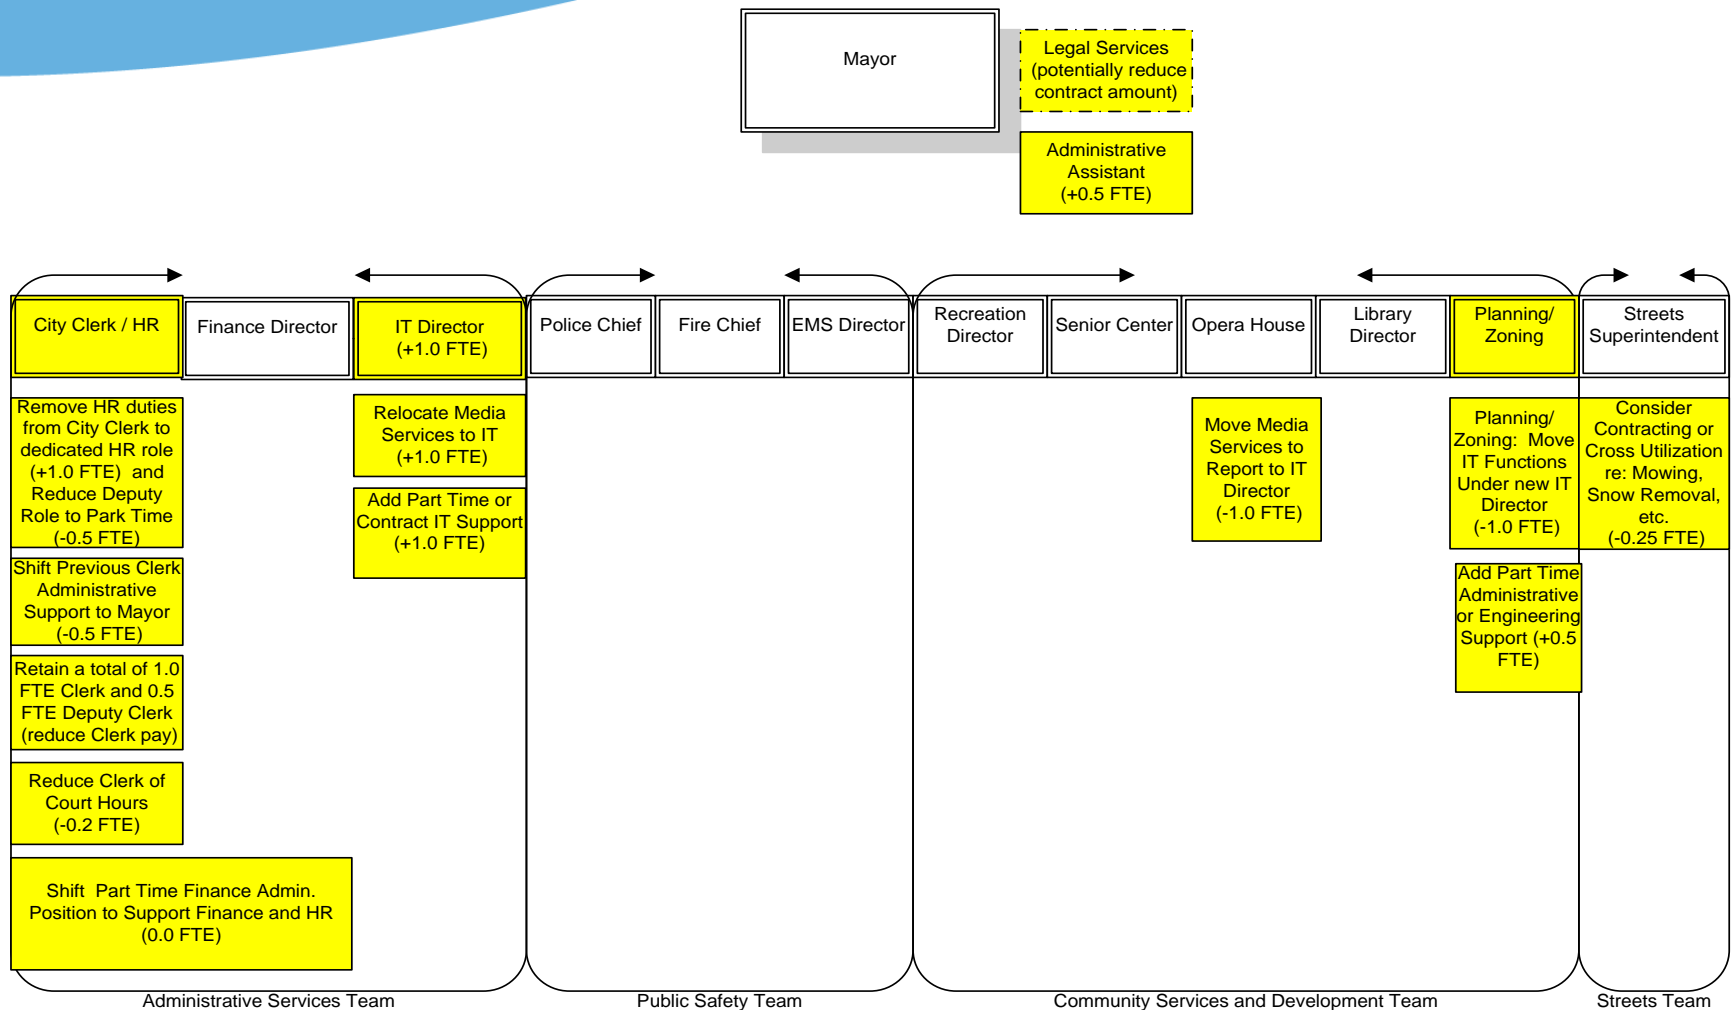 Mayor
Legal Services
(potentially reduce
contract amount)
Administrative
Assistant
(+0.5 FTE)
City Clerk / HR
Finance Director
IT Director
(+1.0 FTE)
Police Chief
Fire Chief
EMS Director
Recreation
Director
Senior Center
Opera House
Library
Director
Planning/
Zoning
Streets
Superintendent
Remove HR duties
from City Clerk to
dedicated HR role
(+1.0 FTE)  and
Reduce Deputy
Role to Park Time
(-0.5 FTE)
Shift Previous Clerk
Administrative
Support to Mayor
(-0.5 FTE)
Retain a total of 1.0
FTE Clerk and 0.5
FTE Deputy Clerk
(reduce Clerk pay)
Reduce Clerk of
Court Hours
(-0.2 FTE)
Shift  Part Time Finance Admin.
Position to Support Finance and HR
(0.0 FTE)
Relocate Media
Services to IT
(+1.0 FTE)
Add Part Time or
Contract IT Support
(+1.0 FTE)
Move Media
Services to
Report to IT
Director
(-1.0 FTE)
Planning/
Zoning:  Move
IT Functions
Under new IT
Director
(-1.0 FTE)
Add Part Time
Administrative
or Engineering
Support (+0.5
FTE)
Consider
Contracting or
Cross Utilization
re: Mowing,
Snow Removal,
etc.
(-0.25 FTE)
Administrative Services Team
Public Safety Team
Community Services and Development Team
Streets Team